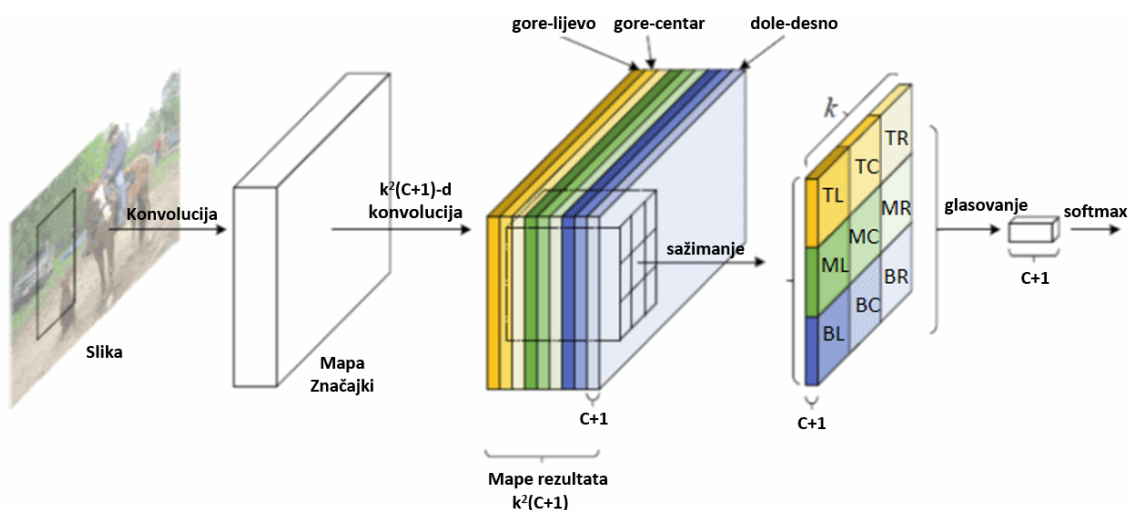 gore-lijevo gore-centar dole-desno
Slika
Konvolucija
Mapa
Značajki
k²(C+1)-d
konvolucija
C+1
Mape rezultata
k²(C+1)
sažimanje
k
TL TC TR
ML MC MR
BL BC BR
C+1
glasovanje
C+1
softmax